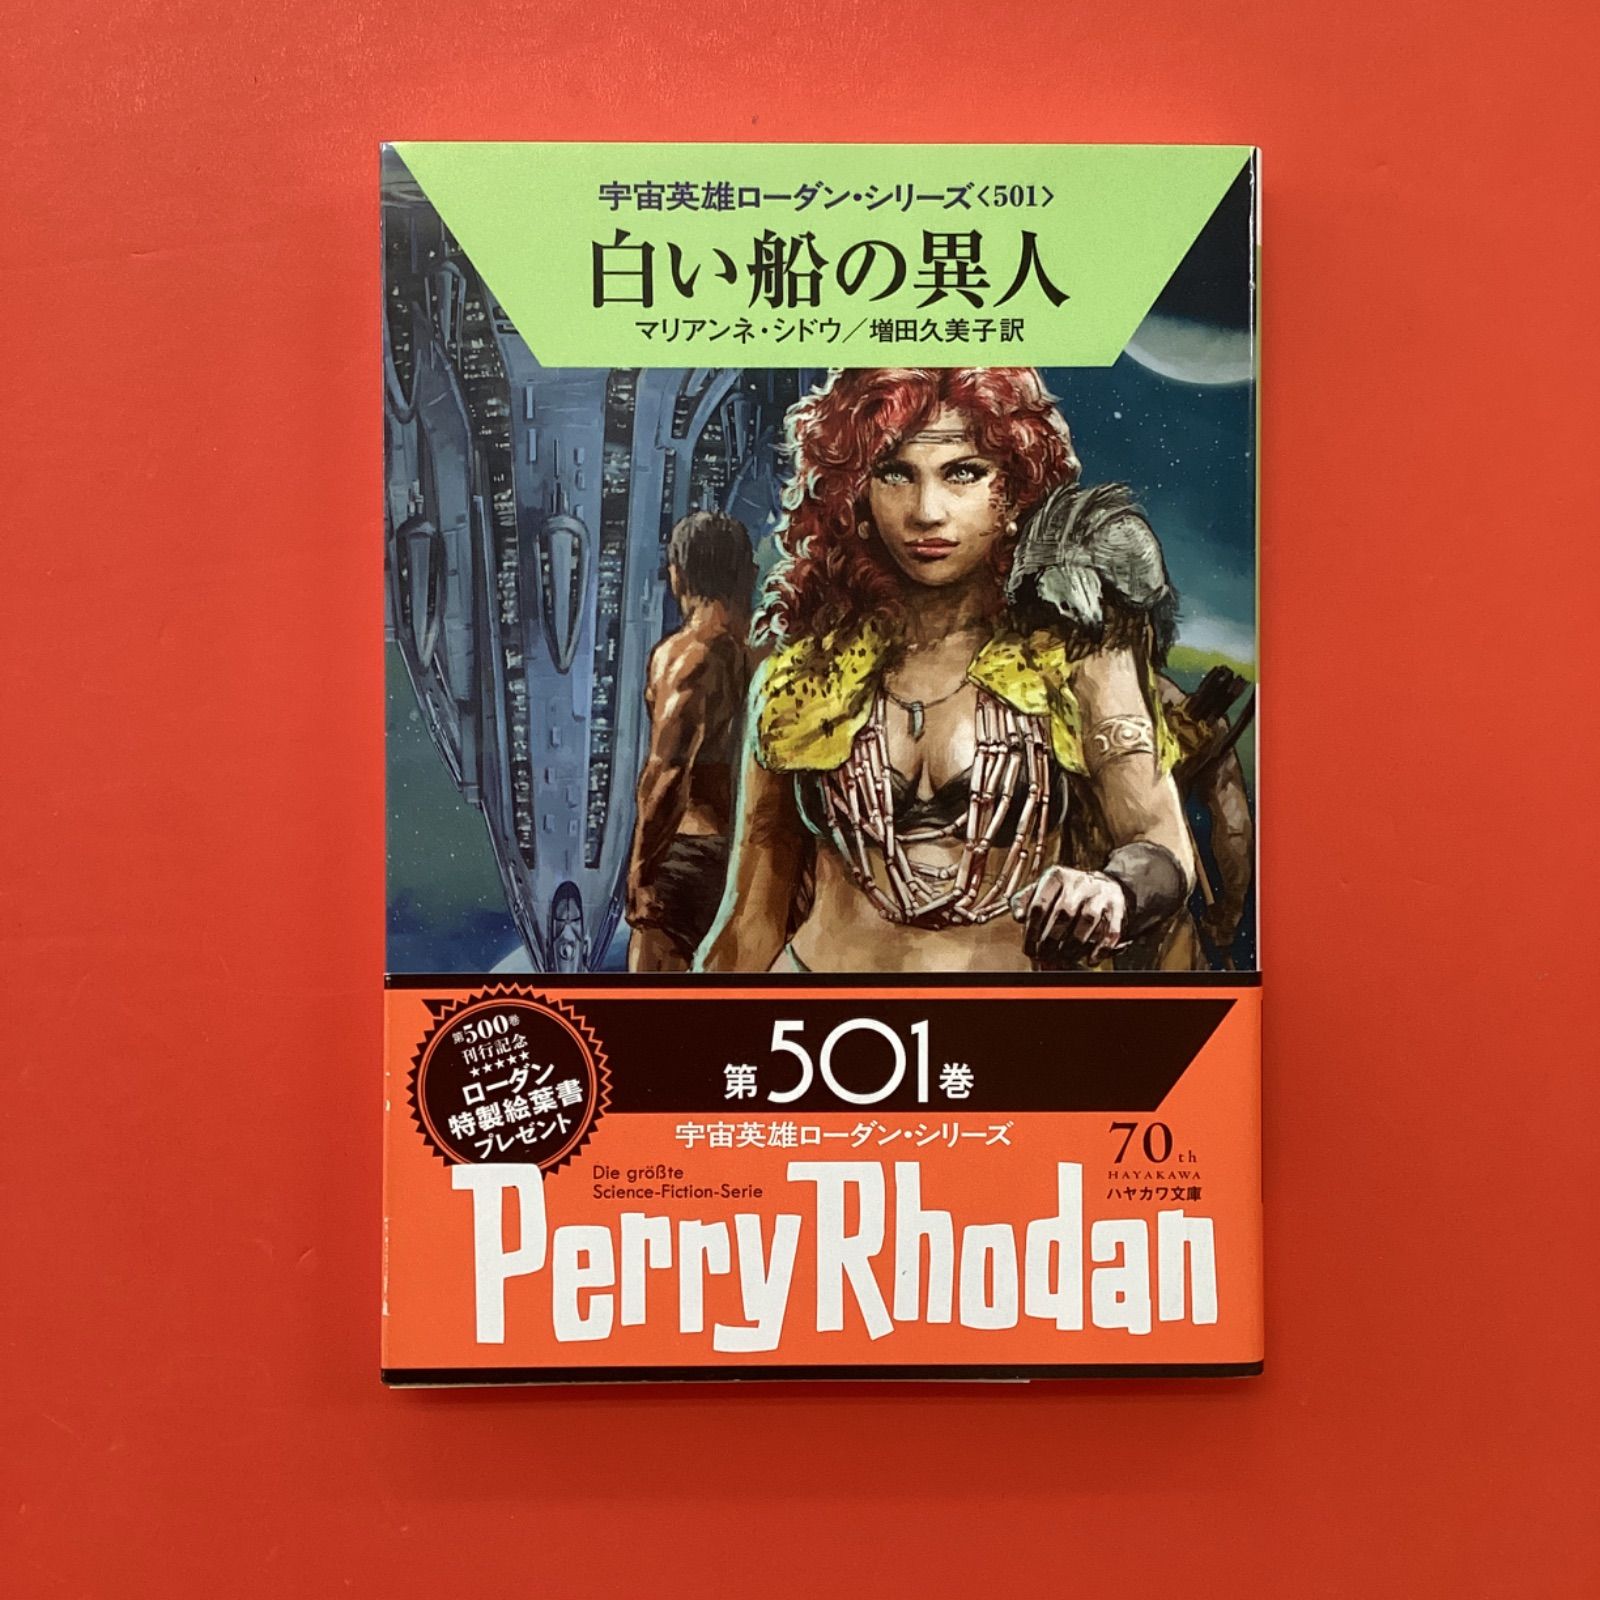 宇宙英雄ローダン・シリーズ〈501〉
白い船の異人
マリアンネ・シドウ／増田久美子訳
第500巻
刊行記念
★★★★★
ローダン
特製絵葉書
プレゼント
第501巻
宇宙英雄ローダン・シリーズ
Die größte
Science-Fiction-Serie
Perry Rhodan
70th
HAYAKAWA
ハヤカワ文庫